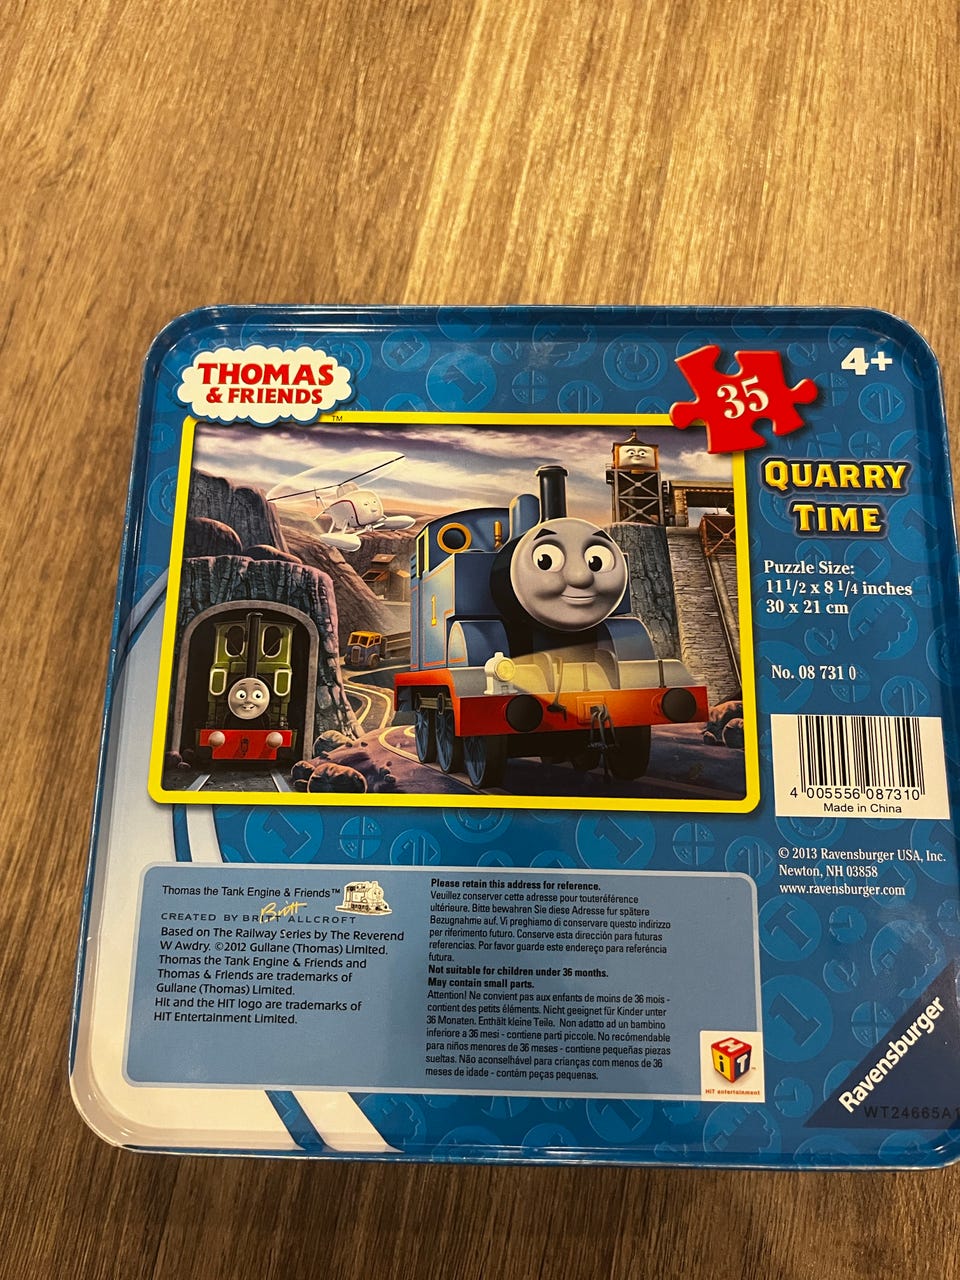 THOMAS
& FRIENDS
TM
35
4+
QUARRY
TIME
Puzzle Size:
11 1/2 x 8 1/4 inches
30 x 21 cm
No. 08 731 0
4 005556 087310
Made in China
© 2013 Ravensburger USA, Inc.
Newton, NH 03858
www.ravensburger.com
1
Thomas the Tank Engine & Friends™
CREATED BY BRITT ALLCROFT
Britt
Based on The Railway Series by The Reverend
W Awdry. ©2012 Gullane (Thomas) Limited.
Thomas the Tank Engine & Friends and
Thomas & Friends are trademarks of
Gullane (Thomas) Limited.
Hit and the HIT logo are trademarks of
HIT Entertainment Limited.
Please retain this address for reference.
Veuillez conserver cette adresse pour touteréférence
ultérieure. Bitte bewahren Sie diese Adresse fur spätere
Bezugnahme auf. Vi preghiamo di conservare questo indirizzo
per riferimento futuro. Conserve esta dirección para futuras
referencias. Por favor guarde este endereço para referência
futura.
Not suitable for children under 36 months.
May contain small parts.
Attention! Ne convient pas aux enfants de moins de 36 mois -
contient des petits éléments. Nicht geeignet für Kinder unter
36 Monaten. Enthält kleine Teile. Non adatto ad un bambino
inferiore a 36 mesi - contiene parti piccole. No recómendable
para niños menores de 36 meses - contiene pequeñas piezas
sueltas. Não aconselhável para crianças com menos de 36
meses de idade - contém peças pequenas.
HiT
HiT entertainment
Ravensburger
WT24665A1